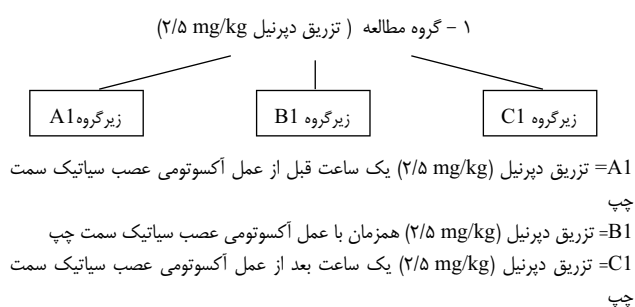 ۱ – گروه مطالعه ( تزریق دپرنیل ۲/۵ mg/kg)
زیرگروه C1
زیرگروه B1
زیرگروه A1
A1= تزریق دپرنیل (۲/۵ mg/kg) یک ساعت قبل از عمل آکسوتومی عصب سیاتیک سمت
چپ
B1= تزریق دپرنیل (۲/۵ mg/kg) همزمان با عمل آکسوتومی عصب سیاتیک سمت چپ
C1= تزریق دپرنیل (۲/۵ mg/kg) یک ساعت بعد از عمل آکسوتومی عصب سیاتیک سمت
چپ